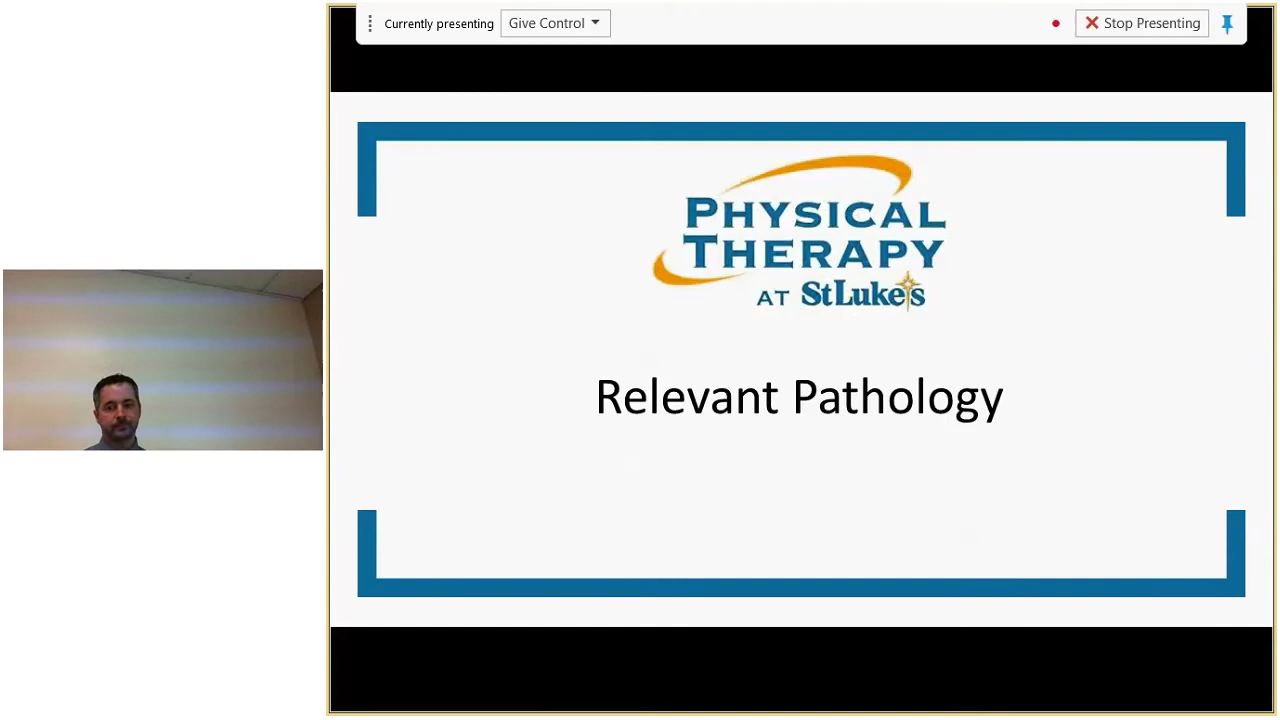 Currently presenting
Give Control
Stop Presenting
PHYSICAL
THERAPY
AT StLuke's
Relevant Pathology